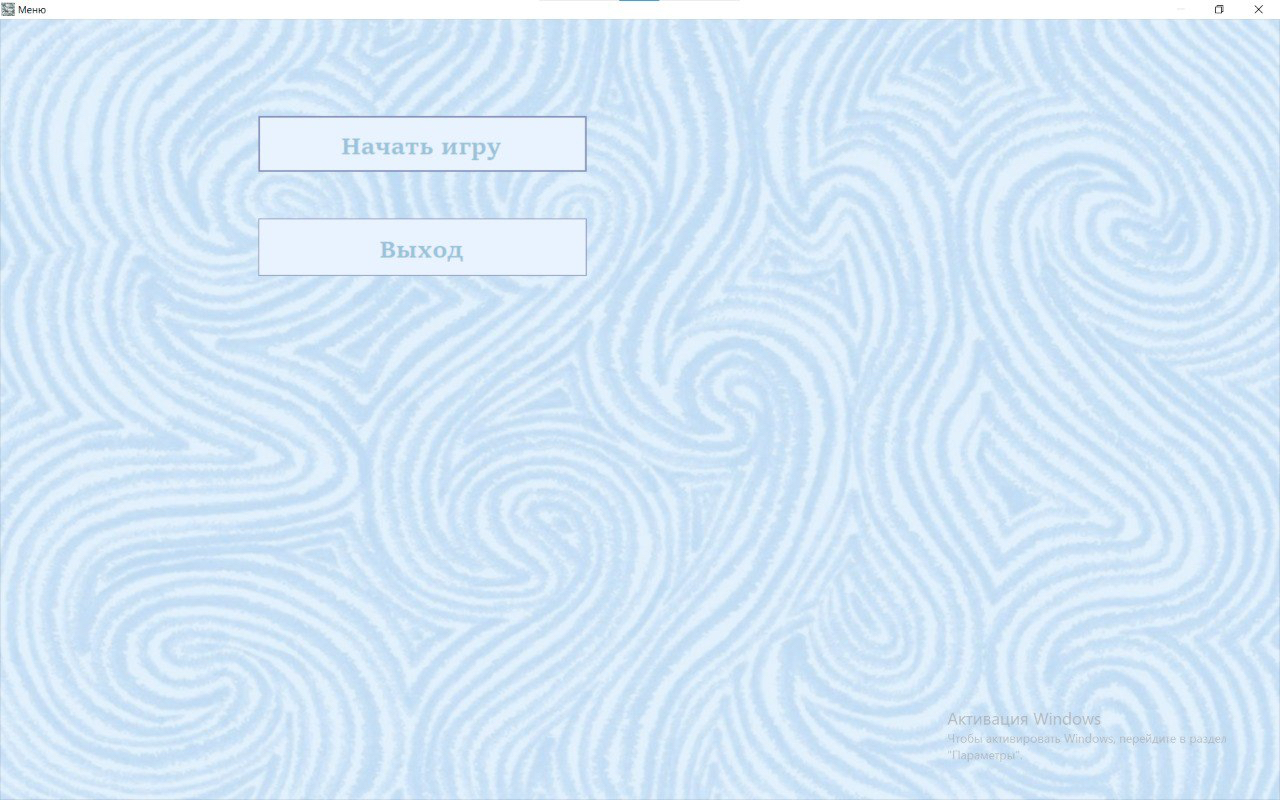 Меню
Начать игру
Выход
Активация Windows
Чтобы активировать Windows, перейдите в раздел
"Параметры".